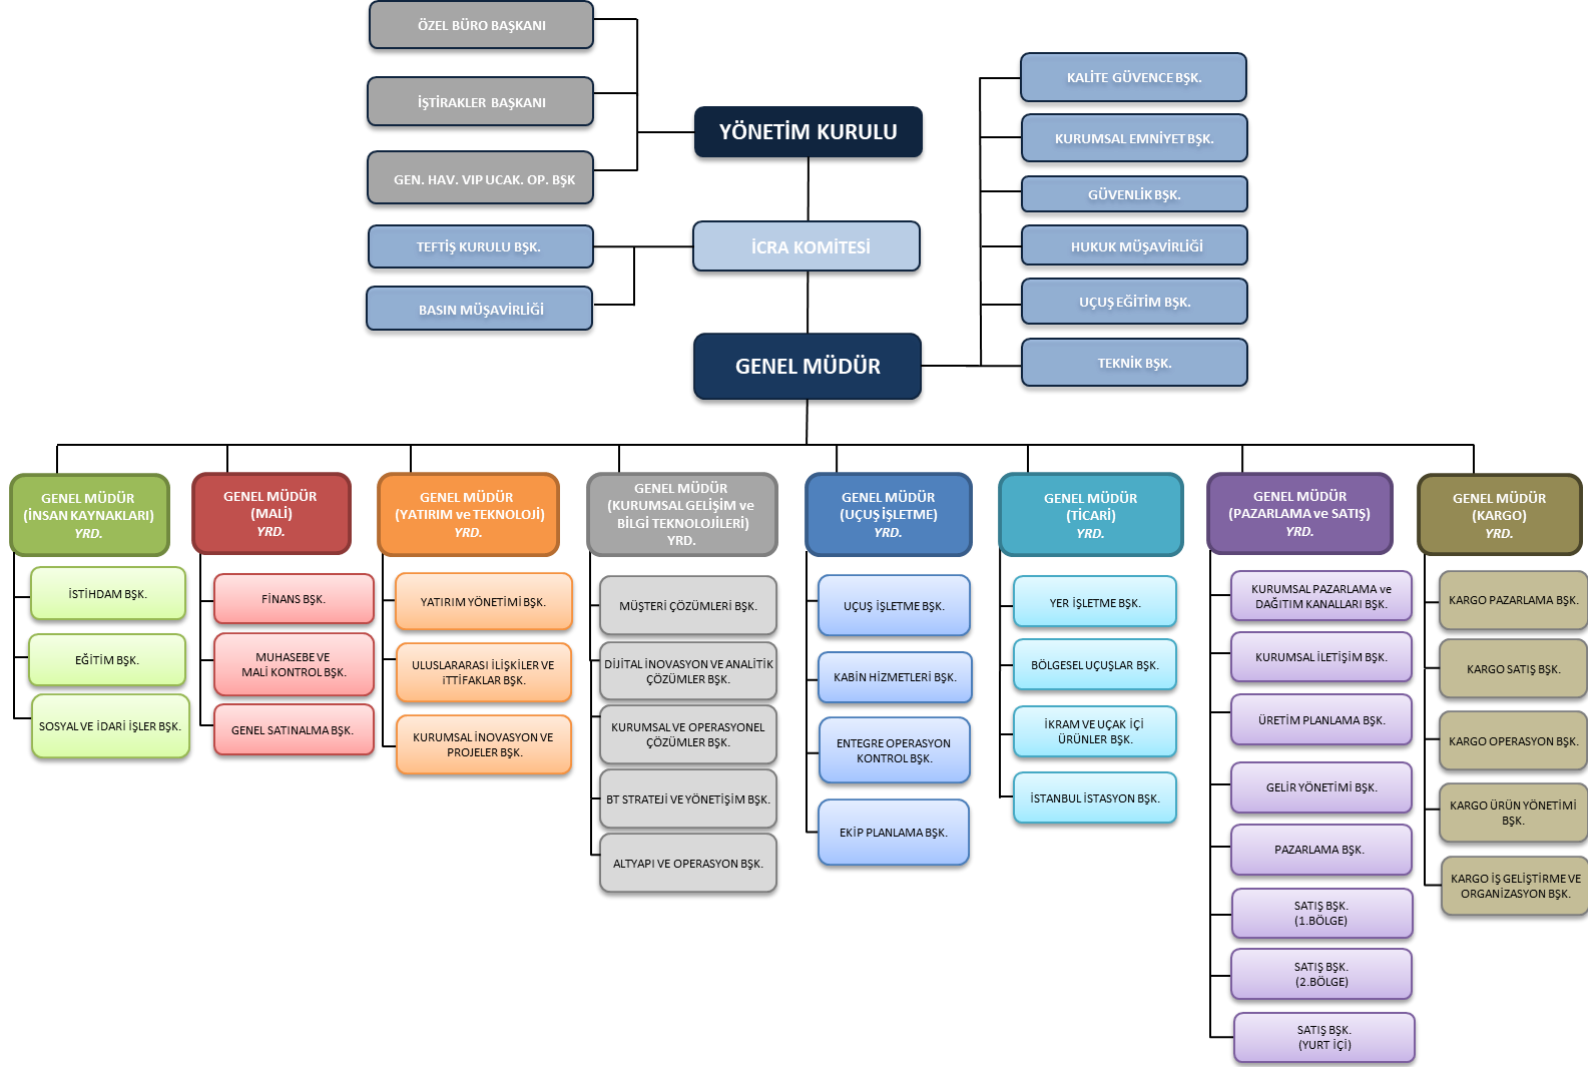 ÖZEL BÜRO BAŞKANI
İŞTİRAKLER BAŞKANI
GEN. HAV. VIP UCAK. OP. BŞK
YÖNETİM KURULU
TEFTİŞ KURULU BŞK.
BASIN MÜŞAVİRLİĞİ
İCRA KOMİTESİ
GENEL MÜDÜR
KALİTE GÜVENCE BŞK.
KURUMSAL EMNİYET BŞK.
GÜVENLİK BŞK.
HUKUK MÜŞAVİRLİĞİ
UÇUŞ EĞİTİM BŞK.
TEKNİK BŞK.
GENEL MÜDÜR
(İNSAN KAYNAKLARI)
YRD.
İSTİHDAM BŞK.
EĞİTİM BŞK.
SOSYAL VE İDARİ İŞLER BŞK.
GENEL MÜDÜR
(MALİ)
YRD.
FİNANS BŞK.
MUHASEBE VE
MALİ KONTROL BŞK.
GENEL SATINALMA BŞK.
GENEL MÜDÜR
(YATIRIM ve TEKNOLOJİ)
YRD.
YATIRIM YÖNETİMİ BŞK.
ULUSLARARASI İLİŞKİLER VE
iTTİFAKLAR BŞK.
KURUMSAL İNOVASYON VE
PROJELER BŞK.
GENEL MÜDÜR
(KURUMSAL GELİŞİM ve
BİLGİ TEKNOLOJİLERİ)
YRD.
MÜŞTERİ ÇÖZÜMLERİ BŞK.
DİJİTAL İNOVASYON VE ANALİTİK
ÇÖZÜMLER BŞK.
KURUMSAL VE OPERASYONEL
ÇÖZÜMLER BŞK.
BT STRATEJİ VE YÖNETİŞİM BŞK.
ALTYAPI VE OPERASYON BŞK.
GENEL MÜDÜR
(UÇUŞ İŞLETME)
YRD.
UÇUŞ İŞLETME BŞK.
KABİN HİZMETLERİ BŞK.
ENTEGRE OPERASYON
KONTROL BŞK.
EKİP PLANLAMA BŞK.
GENEL MÜDÜR
(TİCARİ)
YRD.
YER İŞLETME BŞK.
BÖLGESEL UÇUŞLAR BŞK.
İKRAM VE UÇAK İÇİ
ÜRÜNLER BŞK.
İSTANBUL İSTASYON BŞK.
GENEL MÜDÜR
(PAZARLAMA ve SATIŞ)
YRD.
KURUMSAL PAZARLAMA ve
DAĞITIM KANALLARI BŞK.
KURUMSAL İLETİŞİM BŞK.
ÜRETİM PLANLAMA BŞK.
GELİR YÖNETİMİ BŞK.
PAZARLAMA BŞK.
SATIŞ BŞK.
(1.BÖLGE)
SATIŞ BŞK.
(2.BÖLGE)
SATIŞ BŞK.
(YURT İÇİ)
GENEL MÜDÜR
(KARGO)
YRD.
KARGO PAZARLAMA BŞK.
KARGO SATIŞ BŞK.
KARGO OPERASYON BŞK.
KARGO ÜRÜN YÖNETİMİ
BŞK.
KARGO İŞ GELİŞTİRME VE
ORGANİZASYON BŞK.